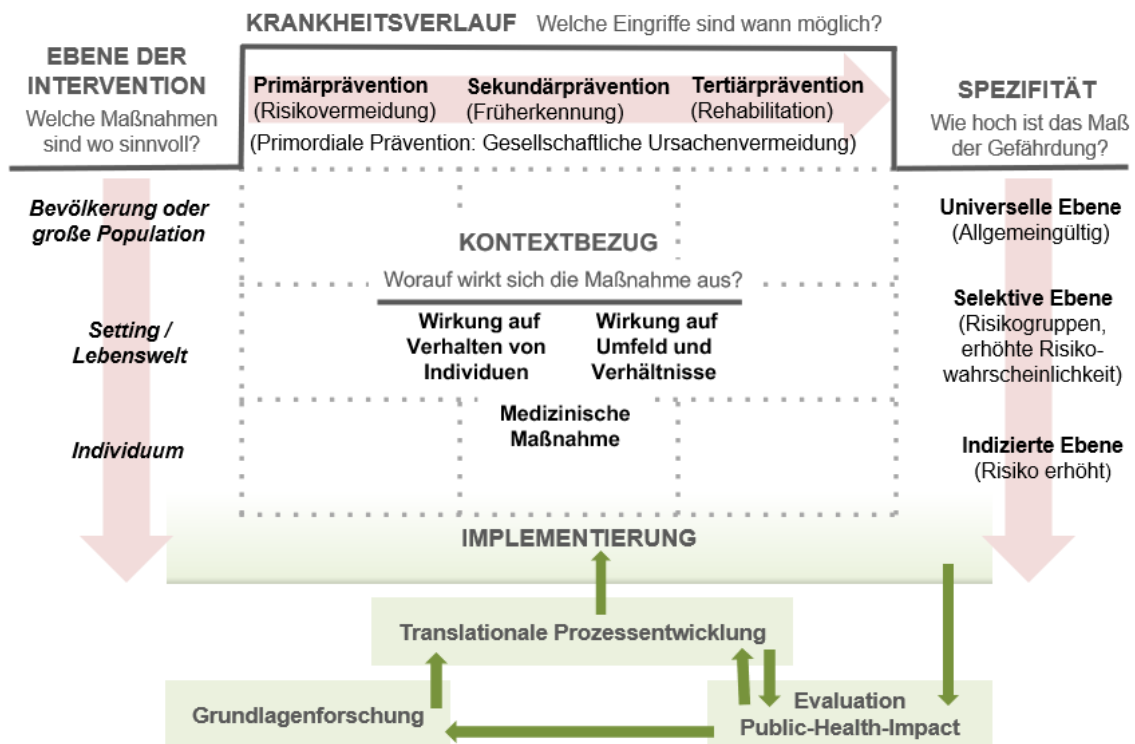 KRANKHEITSVERLAUF Welche Eingriffe sind wann möglich?
EBENE DER
INTERVENTION
Welche Maßnahmen
sind wo sinnvoll?
Primärprävention
(Risikovermeidung)
Sekundärprävention
(Früherkennung)
Tertiärprävention
(Rehabilitation)
(Primordiale Prävention: Gesellschaftliche Ursachenvermeidung)
SPEZIFITÄT
Wie hoch ist das Maß
der Gefährdung?
Bevölkerung oder
große Population
Setting /
Lebenswelt
Individuum
KONTEXTBEZUG
Worauf wirkt sich die Maßnahme aus?
Wirkung auf
Verhalten von
Individuen
Wirkung auf
Umfeld und
Verhältnisse
Medizinische
Maßnahme
Universelle Ebene
(Allgemeingültig)
Selektive Ebene
(Risikogruppen,
erhöhte Risiko-
wahrscheinlichkeit)
Indizierte Ebene
(Risiko erhöht)
IMPLEMENTIERUNG
Translationale Prozessentwicklung
Grundlagenforschung
Evaluation
Public-Health-Impact